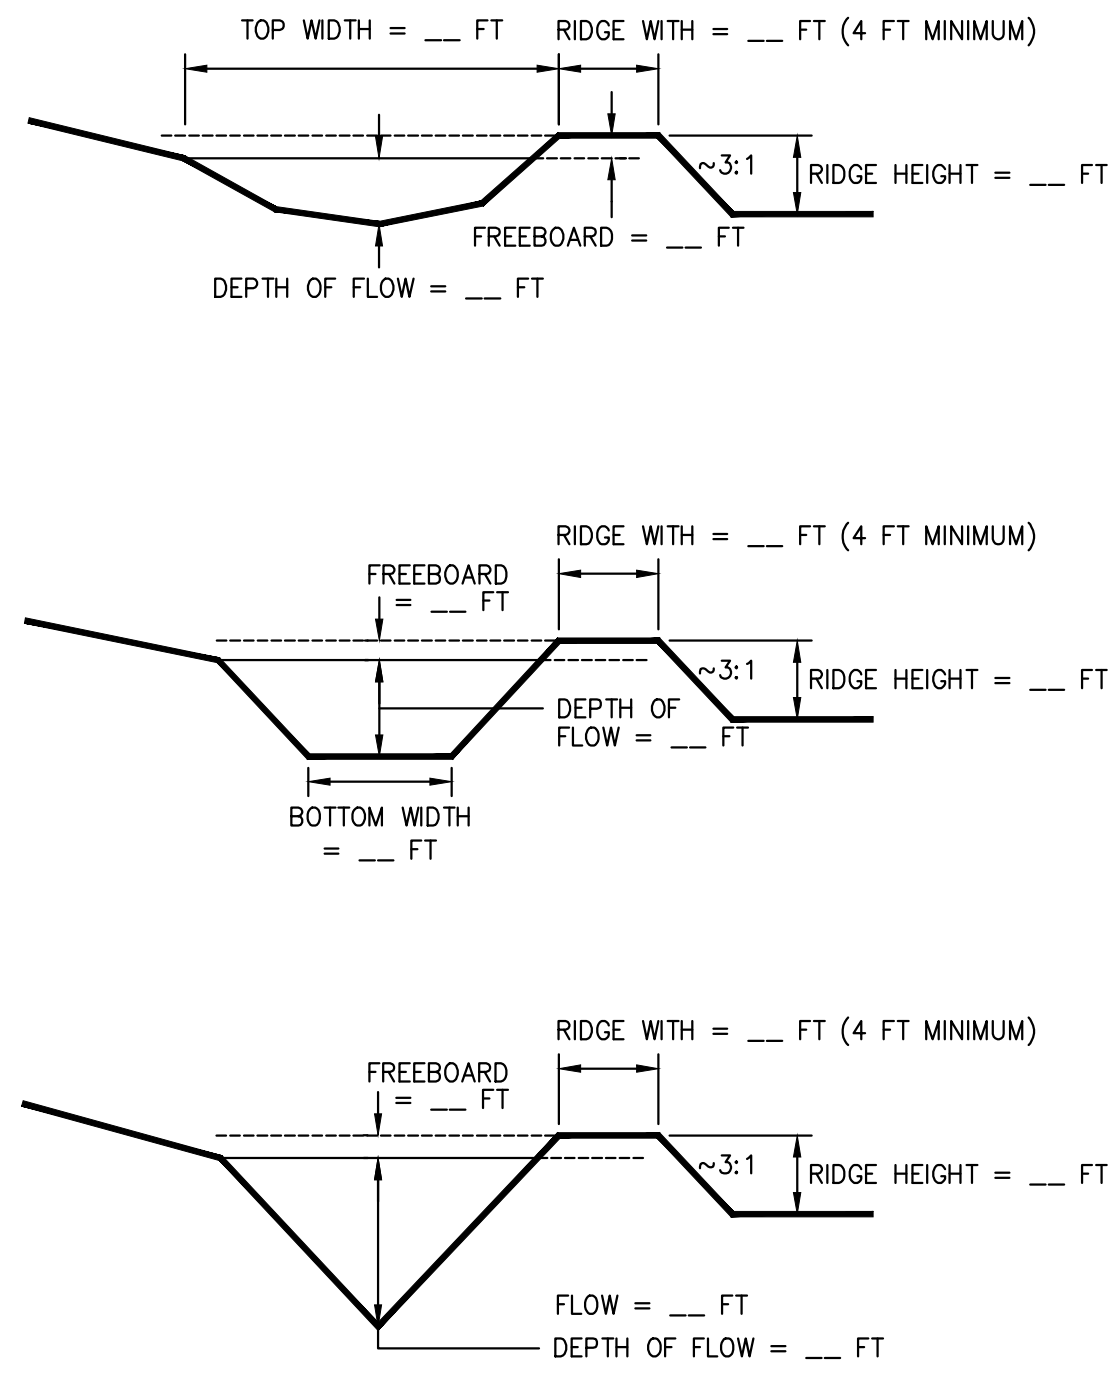 TOP WIDTH = __ FT
RIDGE WITH = __ FT (4 FT MINIMUM)
~3:1
RIDGE HEIGHT = __ FT
FREEBOARD = __ FT
DEPTH OF FLOW = __ FT
RIDGE WITH = __ FT (4 FT MINIMUM)
FREEBOARD
= __ FT
~3:1
RIDGE HEIGHT = __ FT
DEPTH OF
FLOW = __ FT
BOTTOM WIDTH
= __ FT
RIDGE WITH = __ FT (4 FT MINIMUM)
FREEBOARD
= __ FT
~3:1
RIDGE HEIGHT = __ FT
FLOW = __ FT
DEPTH OF FLOW = __ FT